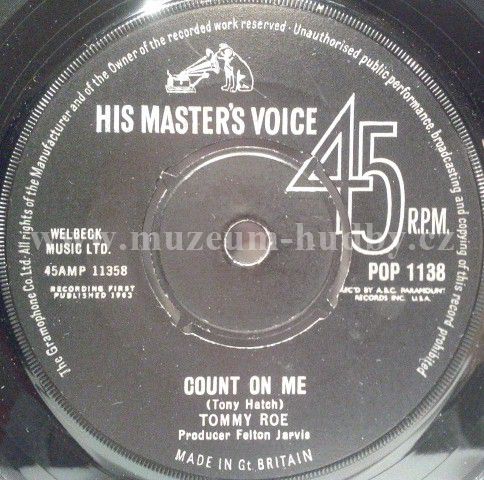 The Gramophone Co Ltd·All rights of the Manufacturer and of the Owner of the recorded work reserved · Unauthorised public performance, broadcasting and copying of this record prohibited
HIS MASTER'S VOICE
45 R.P.M.
WELBECK
MUSIC LTD.
45AMP 11358
RECORDING FIRST
PUBLISHED 1963
POP 1138
REC'D BY A.B.C. PARAMOUNT
RECORDS INC. U.S.A.
www.muzeum-hudby.cz
COUNT ON ME
(Tony Hatch)
TOMMY ROE
Producer Felton Jarvis
MADE IN Gt. BRITAIN